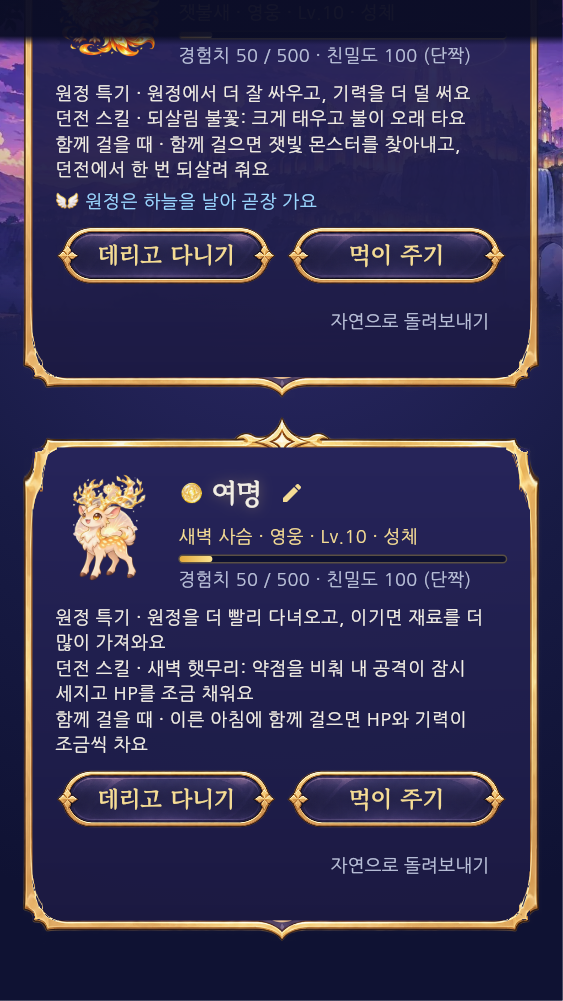 잿불새 · 영웅 · Lv.10 · 성체
경험치 50 / 500 · 친밀도 100 (단짝)
원정 특기 · 원정에서 더 잘 싸우고, 기력을 더 덜 써요
던전 스킬 · 되살림 불꽃: 크게 태우고 불이 오래 타요
함께 걸을 때 · 함께 걸으면 잿빛 몬스터를 찾아내고,
던전에서 한 번 되살려 줘요
원정은 하늘을 날아 곧장 가요
데리고 다니기
먹이 주기
자연으로 돌려보내기
여명
새벽 사슴 · 영웅 · Lv.10 · 성체
경험치 50 / 500 · 친밀도 100 (단짝)
원정 특기 · 원정을 더 빨리 다녀오고, 이기면 재료를 더
많이 가져와요
던전 스킬 · 새벽 햇무리: 약점을 비춰 내 공격이 잠시
세지고 HP를 조금 채워요
함께 걸을 때 · 이른 아침에 함께 걸으면 HP와 기력이
조금씩 차요
데리고 다니기
먹이 주기
자연으로 돌려보내기